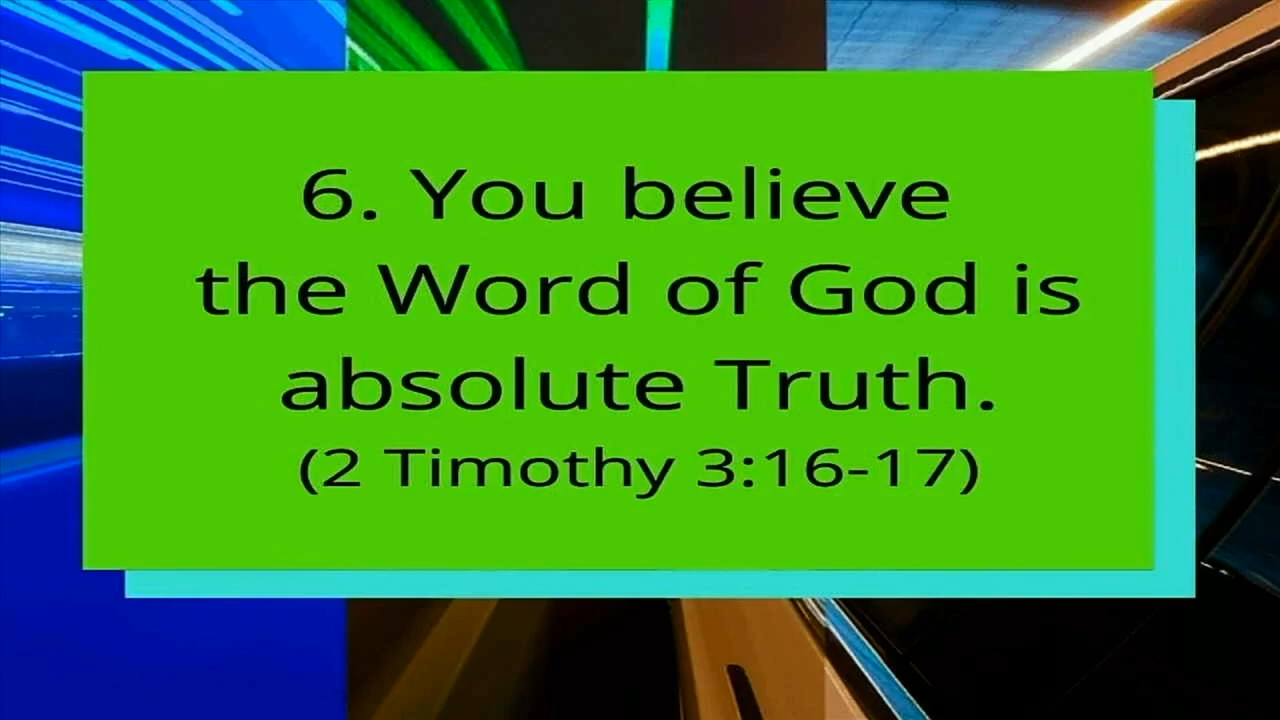 6. You believe
the Word of God is
absolute Truth.
(2 Timothy 3:16-17)